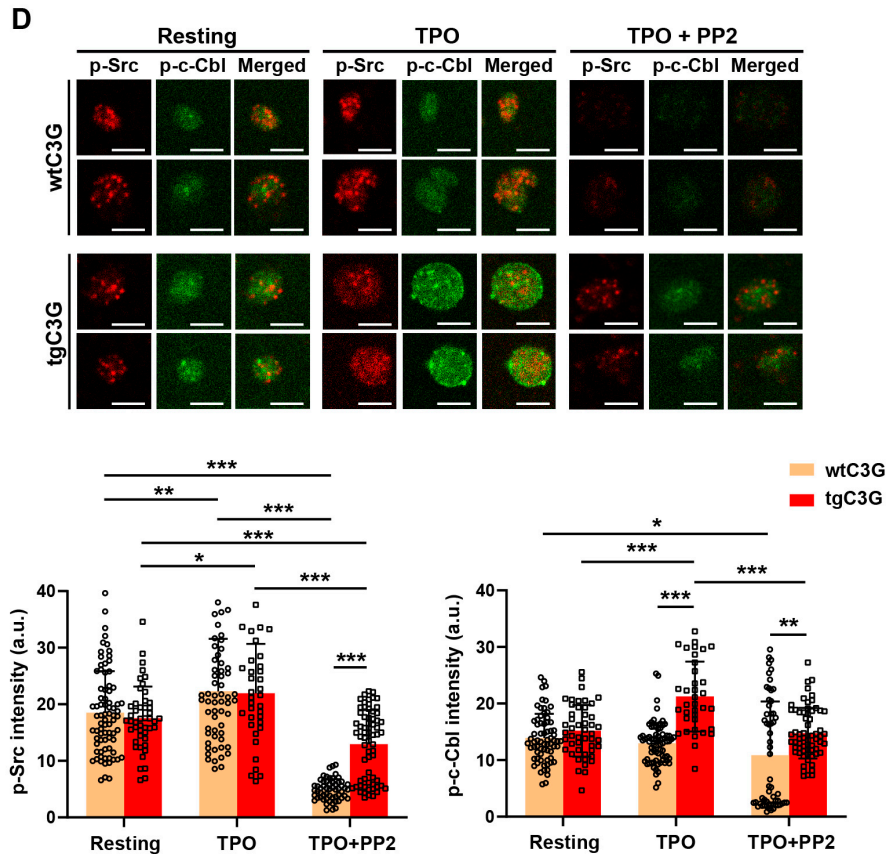 D
Resting TPO TPO + PP2
p-Src p-c-Cbl Merged p-Src p-c-Cbl Merged p-Src p-c-Cbl Merged
wtC3G
tgC3G
wtC3G
tgC3G
***
**
***
***
*
***
***
p-Src intensity (a.u.)
40
30
20
10
0
Resting TPO TPO+PP2
*
***
***
***
**
p-c-Cbl intensity (a.u.)
40
30
20
10
0
Resting TPO TPO+PP2